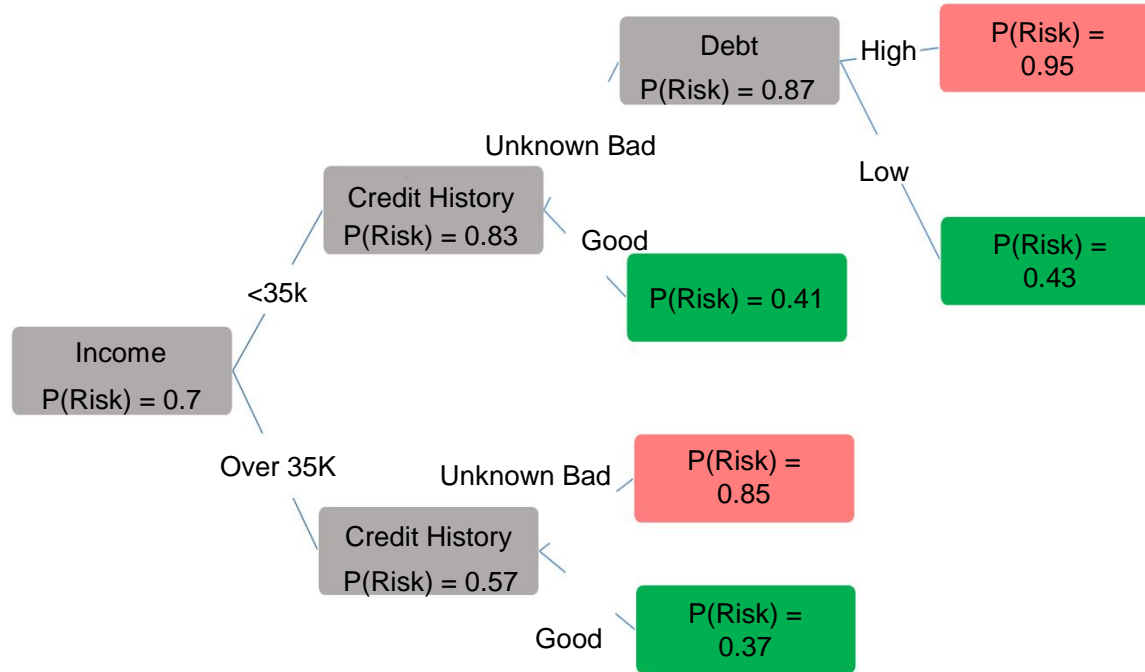 Debt
P(Risk) = 0.87
High
P(Risk) =
0.95
Unknown Bad
Low
Credit History
P(Risk) = 0.83
Good
P(Risk) =
0.43
<35k
P(Risk) = 0.41
Income
P(Risk) = 0.7
Over 35K
Unknown Bad
P(Risk) =
0.85
Credit History
P(Risk) = 0.57
Good
P(Risk) =
0.37